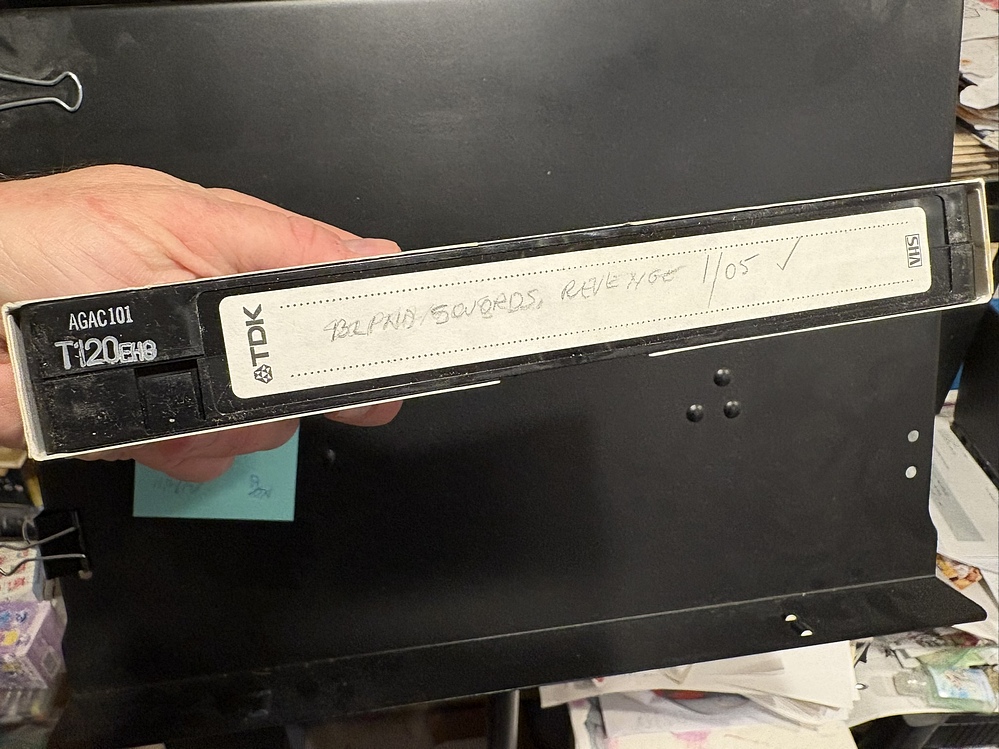 AGAC101
T120EHG
TDK
BLPND/SWORDS, REVENGE 1/05 ✓
VHS